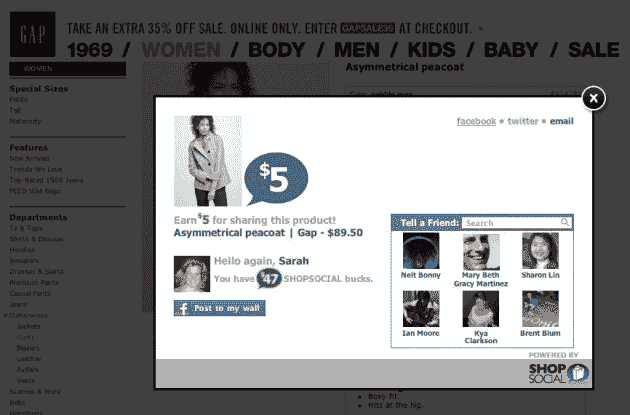 GAP
TAKE AN EXTRA 35% OFF SALE. ONLINE ONLY. ENTER GAPSALE35 AT CHECKOUT.
1969 / WOMEN / BODY / MEN / KIDS / BABY / SALE
WOMEN
Asymmetrical peacoat
Special Sizes
Petite
Tall
Maternity
Features
New Arrivals
Trends We Love
Top-Rated 1969 Jeans
FEED USA Bags
Departments
Ts & Tops
Shirts & Blouses
Hoodies
Sweaters
Dresses & Skirts
Premium Pants
Casual Pants
Jeans
Outerwear
Jackets
Coats
Blazers
Leather
Puffers
Vests
Scarves & More
Belts
Boxy fit.
Hits at the hip.
facebook • twitter • email
$5
Earn $5 for sharing this product!
Asymmetrical peacoat | Gap - $89.50
Hello again, Sarah
You have $47 SHOPSOCIAL bucks.
f Post to my wall
Tell a Friend: Search
Neit Bonny
Mary Beth
Gracy Martinez
Sharon Lin
Ian Moore
Kya
Clarkson
Brent Blum
POWERED BY
SHOP
SOCIAL
X